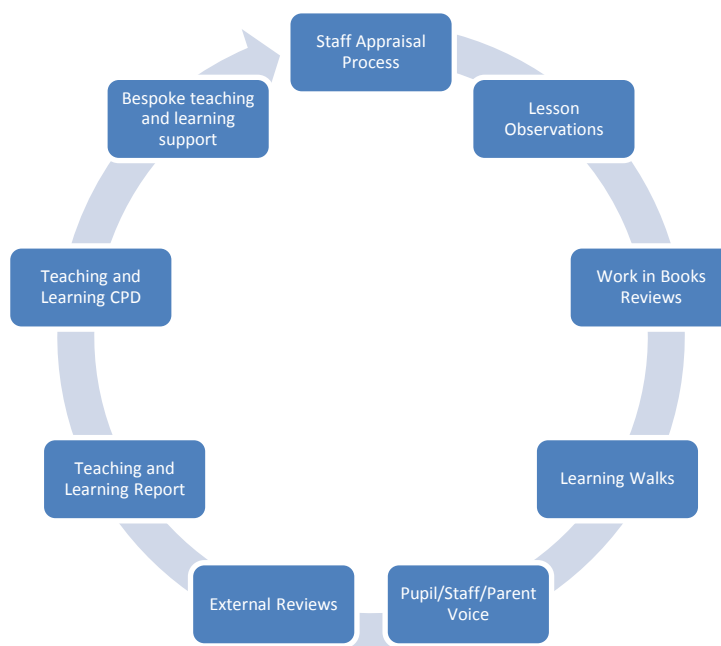 Staff Appraisal
Process
Lesson
Observations
Work in Books
Reviews
Learning Walks
Pupil/Staff/Parent
Voice
External Reviews
Teaching and
Learning Report
Teaching and
Learning CPD
Bespoke teaching
and learning
support